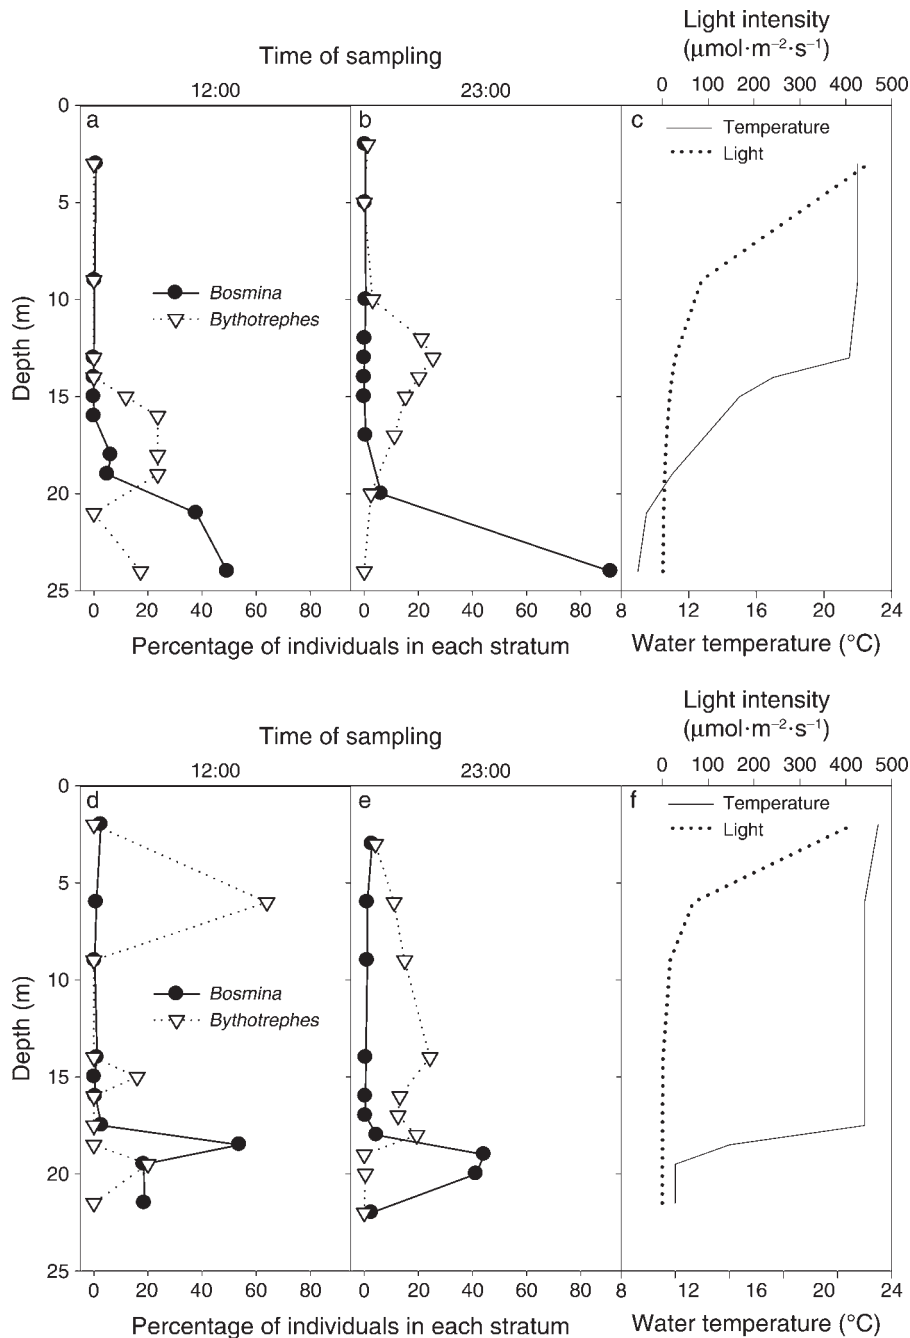 Light intensity
(μmol·m⁻²·s⁻¹)
Time of sampling
0 100 200 300 400 500
12:00 23:00
a b c
Temperature
Light
Bosmina
Bythotrephes
Depth (m)
0
5
10
15
20
25
0 20 40 60 80 0 20 40 60 80 8 12 16 20 24
Percentage of individuals in each stratum Water temperature (°C)
Light intensity
(μmol·m⁻²·s⁻¹)
Time of sampling
0 100 200 300 400 500
12:00 23:00
d e f
Temperature
Light
Bosmina
Bythotrephes
Depth (m)
0
5
10
15
20
25
0 20 40 60 80 0 20 40 60 80 8 12 16 20 24
Percentage of individuals in each stratum Water temperature (°C)